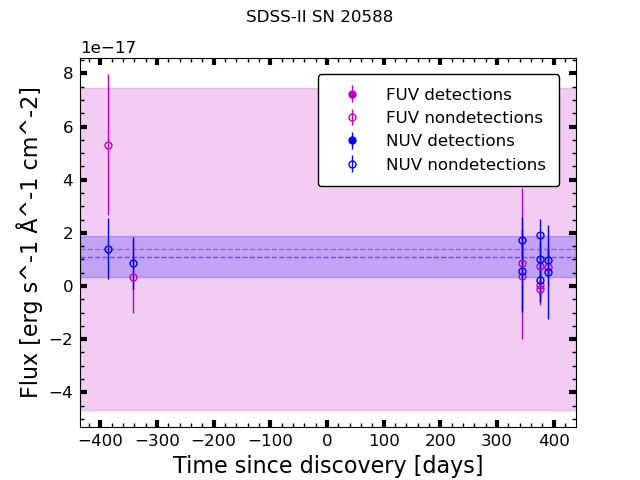 SDSS-II SN 20588
1e−17
FUV detections
FUV nondetections
NUV detections
NUV nondetections
8
6
4
2
0
−2
−4
Flux [erg s^-1 Å^-1 cm^-2]
−400 −300 −200 −100 0 100 200 300 400
Time since discovery [days]